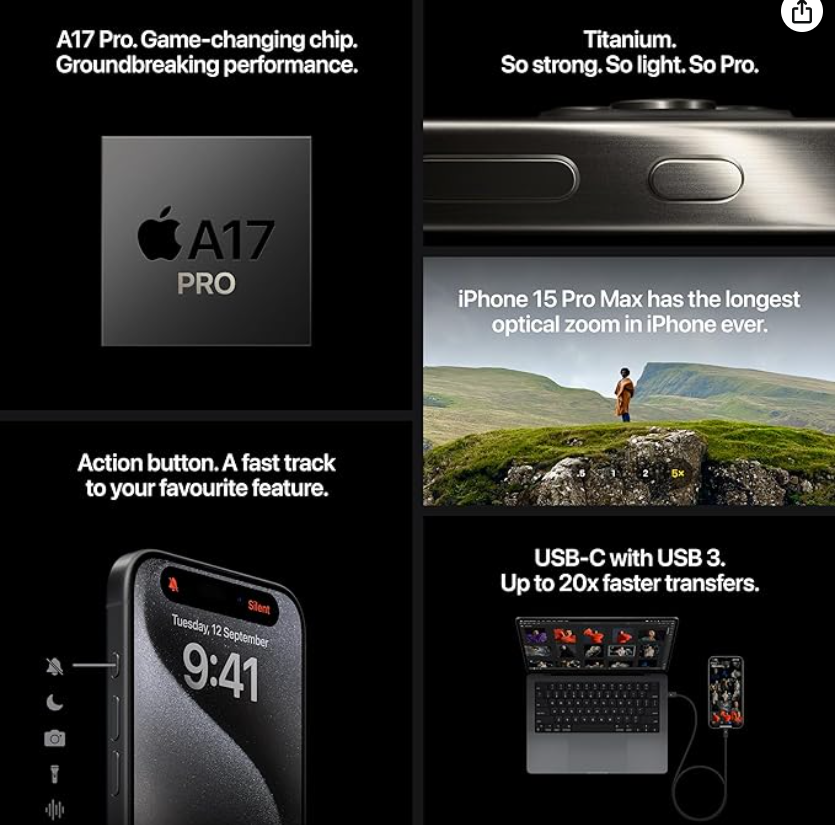 A17 Pro. Game-changing chip.
Groundbreaking performance.
A17
PRO
Titanium.
So strong. So light. So Pro.
iPhone 15 Pro Max has the longest
optical zoom in iPhone ever.
.5 1 2 5×
Action button. A fast track
to your favourite feature.
Silent
Tuesday, 12 September
9:41
USB-C with USB 3.
Up to 20x faster transfers.